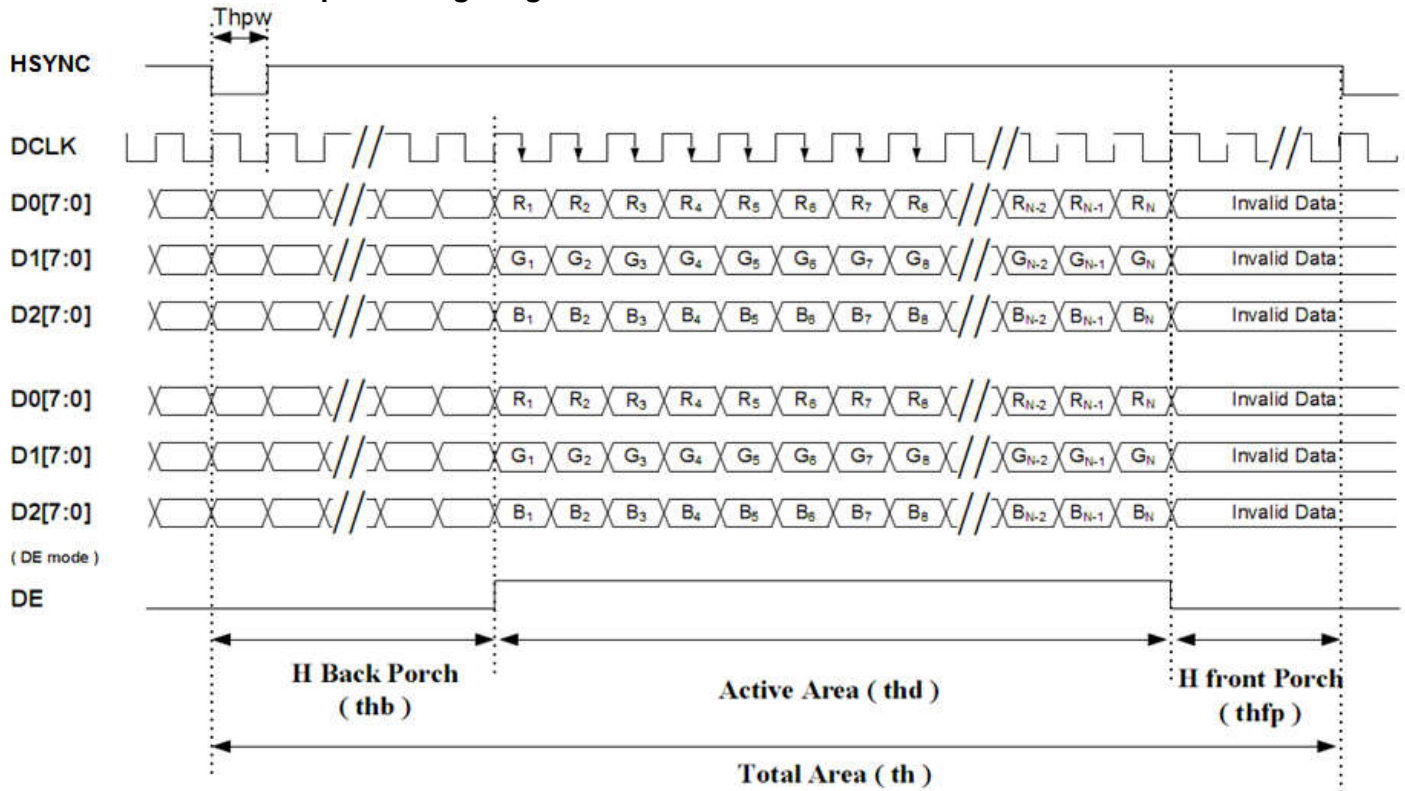 Thpw
HSYNC
DCLK
D0[7:0] R₁ R₂ R₃ R₄ R₅ R₆ R₇ R₈ Rₙ₋₂ Rₙ₋₁ Rₙ Invalid Data
D1[7:0] G₁ G₂ G₃ G₄ G₅ G₆ G₇ G₈ Gₙ₋₂ Gₙ₋₁ Gₙ Invalid Data
D2[7:0] B₁ B₂ B₃ B₄ B₅ B₆ B₇ B₈ Bₙ₋₂ Bₙ₋₁ Bₙ Invalid Data
D0[7:0] R₁ R₂ R₃ R₄ R₅ R₆ R₇ R₈ Rₙ₋₂ Rₙ₋₁ Rₙ Invalid Data
D1[7:0] G₁ G₂ G₃ G₄ G₅ G₆ G₇ G₈ Gₙ₋₂ Gₙ₋₁ Gₙ Invalid Data
D2[7:0] B₁ B₂ B₃ B₄ B₅ B₆ B₇ B₈ Bₙ₋₂ Bₙ₋₁ Bₙ Invalid Data
( DE mode )
DE
H Back Porch
( thb )
Active Area ( thd )
H front Porch
( thfp )
Total Area ( th )